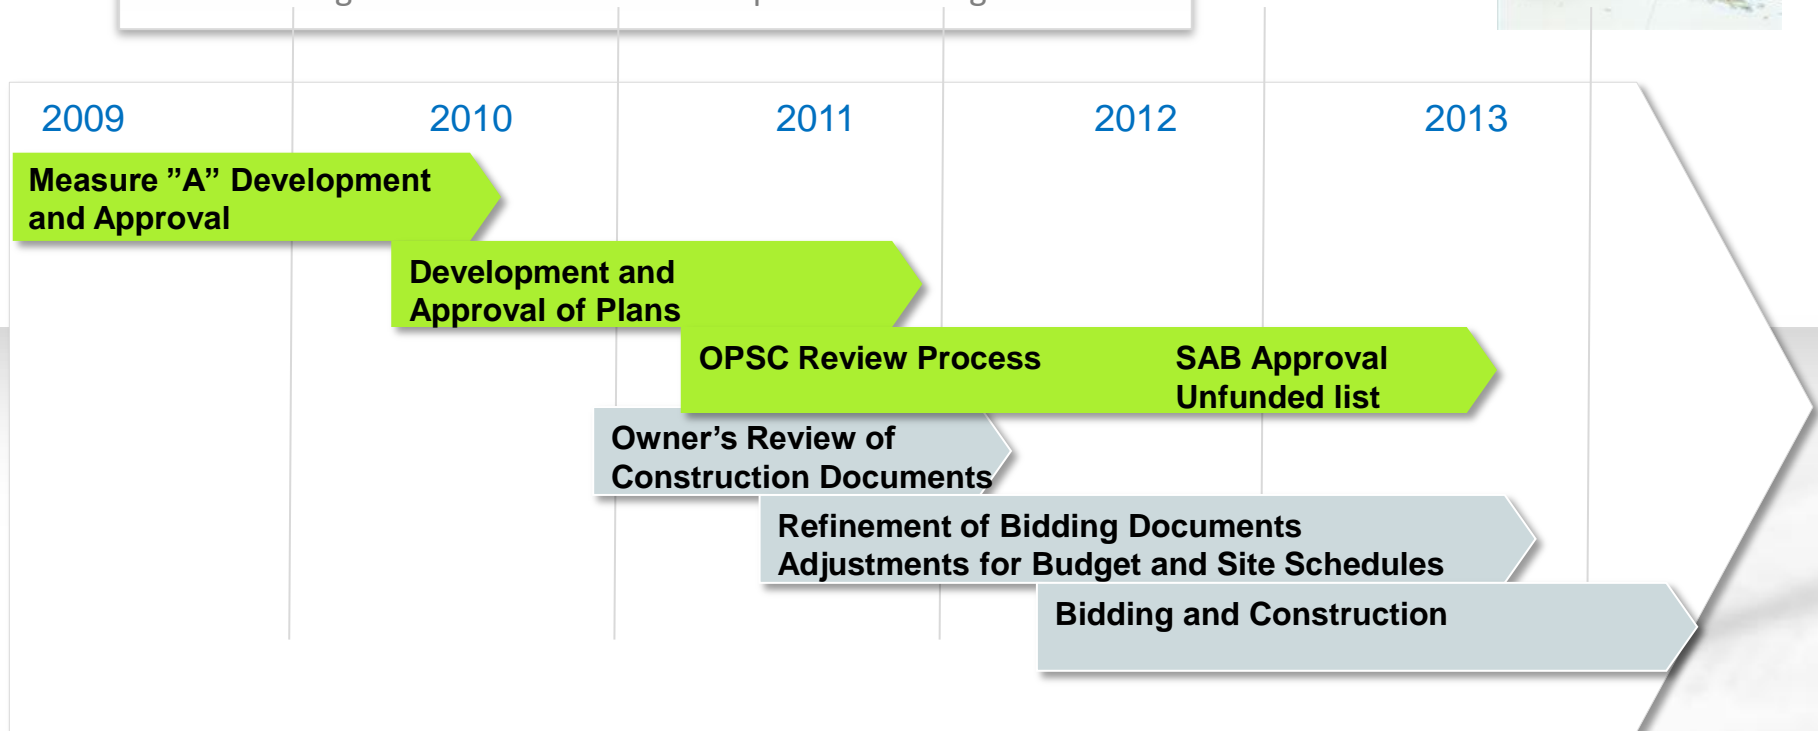 2009 2010 2011 2012 2013
Measure ”A” Development
and Approval
Development and
Approval of Plans
OPSC Review Process
SAB Approval
Unfunded list
Owner’s Review of
Construction Documents
Refinement of Bidding Documents
Adjustments for Budget and Site Schedules
Bidding and Construction